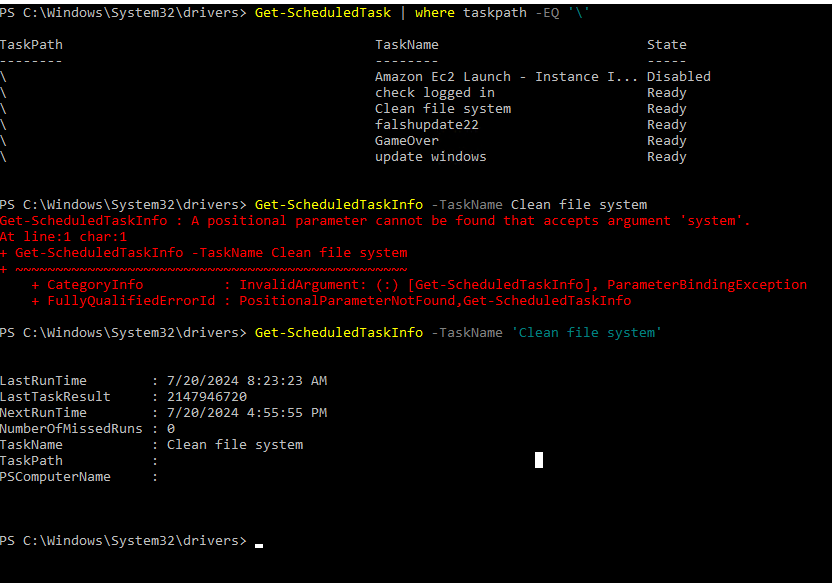 PS C:\Windows\System32\drivers> Get-ScheduledTask | where taskpath -EQ '\'
TaskPath TaskName State
-------- -------- -----
\ Amazon Ec2 Launch - Instance I... Disabled
\ check logged in Ready
\ Clean file system Ready
\ falshupdate22 Ready
\ GameOver Ready
\ update windows Ready
PS C:\Windows\System32\drivers> Get-ScheduledTaskInfo -TaskName Clean file system
Get-ScheduledTaskInfo : A positional parameter cannot be found that accepts argument 'system'.
At line:1 char:1
+ Get-ScheduledTaskInfo -TaskName Clean file system
+ ~~~~~~~~~~~~~~~~~~~~~~~~~~~~~~~~~~~~~~~~~~~~~~~~~
+ CategoryInfo : InvalidArgument: (:) [Get-ScheduledTaskInfo], ParameterBindingException
+ FullyQualifiedErrorId : PositionalParameterNotFound,Get-ScheduledTaskInfo
PS C:\Windows\System32\drivers> Get-ScheduledTaskInfo -TaskName 'Clean file system'
LastRunTime : 7/20/2024 8:23:23 AM
LastTaskResult : 2147946720
NextRunTime : 7/20/2024 4:55:55 PM
NumberOfMissedRuns : 0
TaskName : Clean file system
TaskPath :
PSComputerName :
PS C:\Windows\System32\drivers>